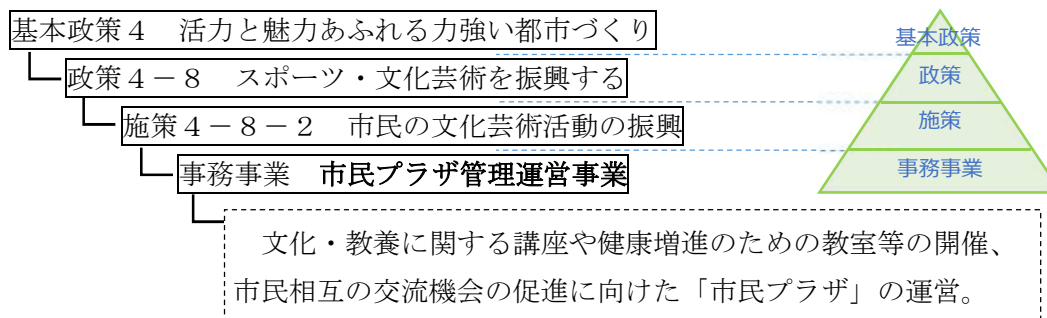 基本政策４　活力と魅力あふれる力強い都市づくり
政策４－８　スポーツ・文化芸術を振興する
施策４－８－２　市民の文化芸術活動の振興
事務事業　市民プラザ管理運営事業
文化・教養に関する講座や健康増進のための教室等の開催、
市民相互の交流機会の促進に向けた「市民プラザ」の運営。
基本政策
政策
施策
事務事業